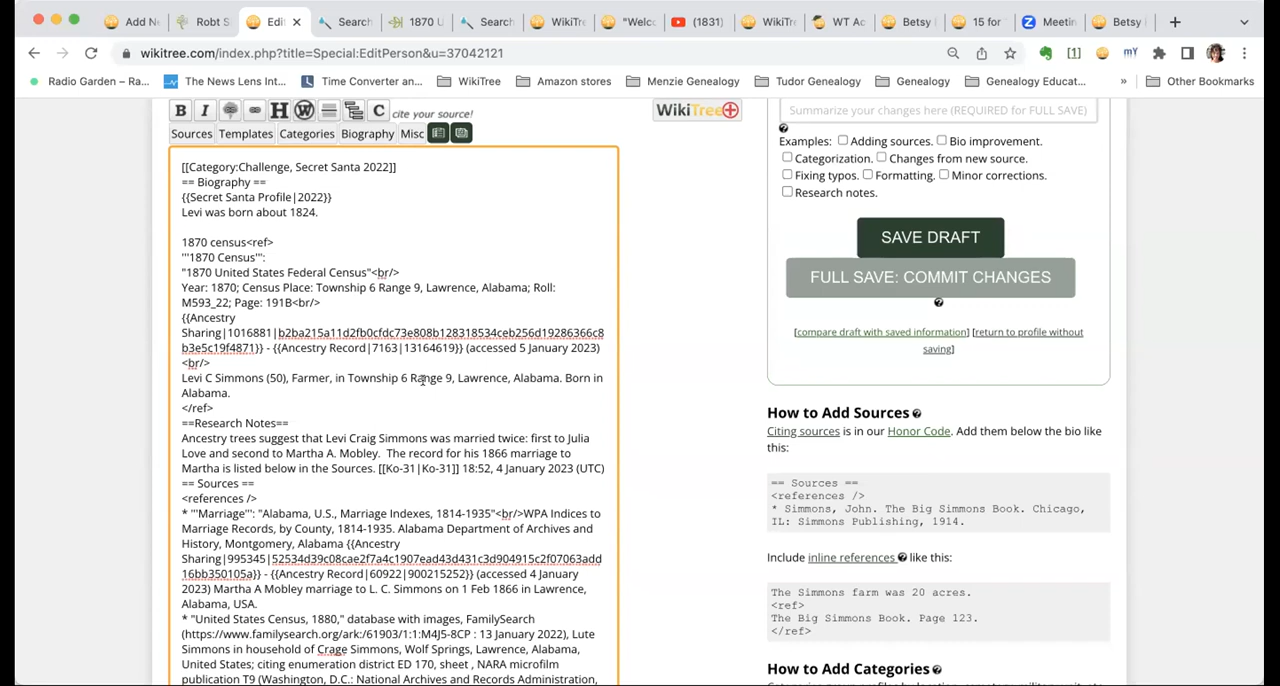 Add Ne
Robt S
Edit
Search
1870 U
Search
WikiTre
"Welc
(1831)
WikiTr
WT Ac
Betsy
15 for
Meetin
Betsy
wikitree.com/index.php?title=Special:EditPerson&u=37042121
Radio Garden – Ra...
The News Lens Int...
Time Converter an...
WikiTree
Amazon stores
Menzie Genealogy
Tudor Genealogy
Genealogy
Genealogy Educat...
»
Other Bookmarks
B I H W C cite your source!
WikiTree+
Sources Templates Categories Biography Misc
[[Category:Challenge, Secret Santa 2022]]
== Biography ==
{{Secret Santa Profile|2022}}
Levi was born about 1824.
1870 census<ref>
'''1870 Census''':
"1870 United States Federal Census"<br/>
Year: 1870; Census Place: Township 6 Range 9, Lawrence, Alabama; Roll:
M593_22; Page: 191B<br/>
{{Ancestry
Sharing|1016881|b2ba215a11d2fb0cfdc73e808b128318534ceb256d19286366c8
b3e5c19f4871}} - {{Ancestry Record|7163|13164619}} (accessed 5 January 2023)
<br/>
Levi C Simmons (50), Farmer, in Township 6 Range 9, Lawrence, Alabama. Born in
Alabama.
</ref>
==Research Notes==
Ancestry trees suggest that Levi Craig Simmons was married twice: first to Julia
Love and second to Martha A. Mobley. The record for his 1866 marriage to
Martha is listed below in the Sources. [[Ko-31|Ko-31]] 18:52, 4 January 2023 (UTC)
== Sources ==
<references />
* '''Marriage''': "Alabama, U.S., Marriage Indexes, 1814-1935"<br/>WPA Indices to
Marriage Records, by County, 1814-1935. Alabama Department of Archives and
History, Montgomery, Alabama {{Ancestry
Sharing|995345|52534d39c08cae2f7a4c1907ead43d431c3d904915c2f07063add
16bb350105a}} - {{Ancestry Record|60922|900215252}} (accessed 4 January
2023) Martha A Mobley marriage to L. C. Simmons on 1 Feb 1866 in Lawrence,
Alabama, USA.
* "United States Census, 1880," database with images, FamilySearch
(https://www.familysearch.org/ark:/61903/1:1:M4J5-8CP : 13 January 2022), Lute
Simmons in household of Crage Simmons, Wolf Springs, Lawrence, Alabama,
United States; citing enumeration district ED 170, sheet , NARA microfilm
publication T9 (Washington, D.C.: National Archives and Records Administration,
Summarize your changes here (REQUIRED for FULL SAVE)
Examples: Adding sources. Bio improvement.
Categorization. Changes from new source.
Fixing typos. Formatting. Minor corrections.
Research notes.
SAVE DRAFT
FULL SAVE: COMMIT CHANGES
[compare draft with saved information] [return to profile without
saving]
How to Add Sources
Citing sources is in our Honor Code. Add them below the bio like
this:
== Sources ==
<references />
* Simmons, John. The Big Simmons Book. Chicago,
IL: Simmons Publishing, 1914.
Include inline references like this:
The Simmons farm was 20 acres.
<ref>
The Big Simmons Book. Page 123.
</ref>
How to Add Categories